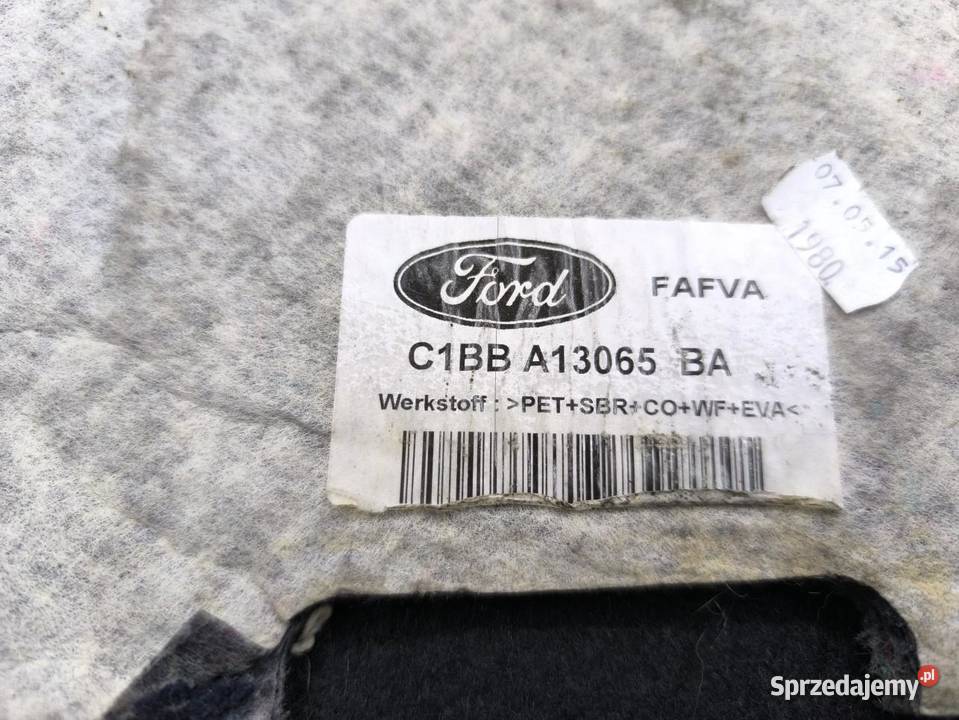 Ford
FAFVA
07.05.15
1980
C1BB A13065 BA
Werkstoff : >PET+SBR+CO+WF+EVA<
Sprzedajemy.pl